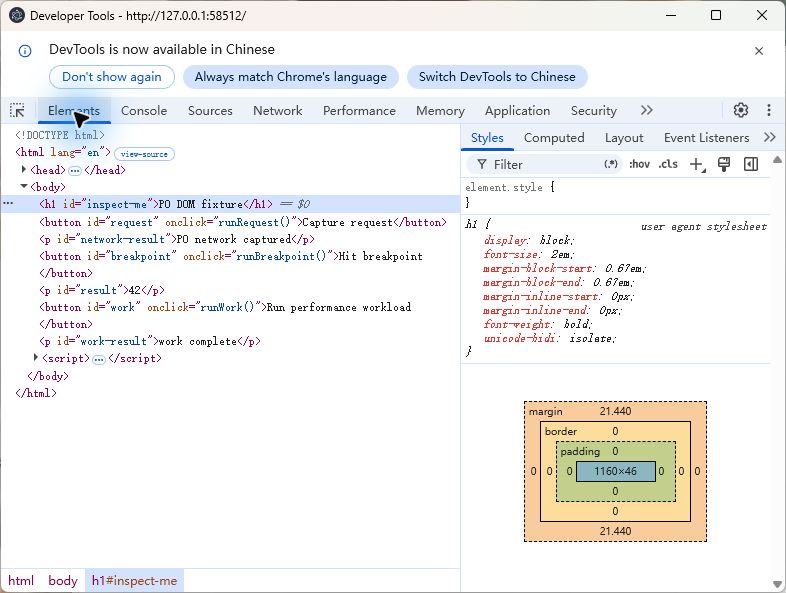 Developer Tools - http://127.0.0.1:58512/
DevTools is now available in Chinese
Don't show again
Always match Chrome's language
Switch DevTools to Chinese
Elements
Console
Sources
Network
Performance
Memory
Application
Security
<!DOCTYPE html>
<html lang="en"> view-source
<head> </head>
<body>
<h1 id="inspect-me">PO DOM fixture</h1> == $0
<button id="request" onclick="runRequest()">Capture request</button>
<p id="network-result">PO network captured</p>
<button id="breakpoint" onclick="runBreakpoint()">Hit breakpoint
</button>
<p id="result">42</p>
<button id="work" onclick="runWork()">Run performance workload
</button>
<p id="work-result">work complete</p>
<script> </script>
</body>
</html>
html body h1#inspect-me
Styles
Computed
Layout
Event Listeners
Filter
:hov .cls
element.style {
}
h1 { user agent stylesheet
display: block;
font-size: 2em;
margin-block-start: 0.67em;
margin-block-end: 0.67em;
margin-inline-start: 0px;
margin-inline-end: 0px;
font-weight: bold;
unicode-bidi: isolate;
}
margin 21.440
border 0
padding 0
0 0 0 1160×46 0 0 0
0
0
21.440